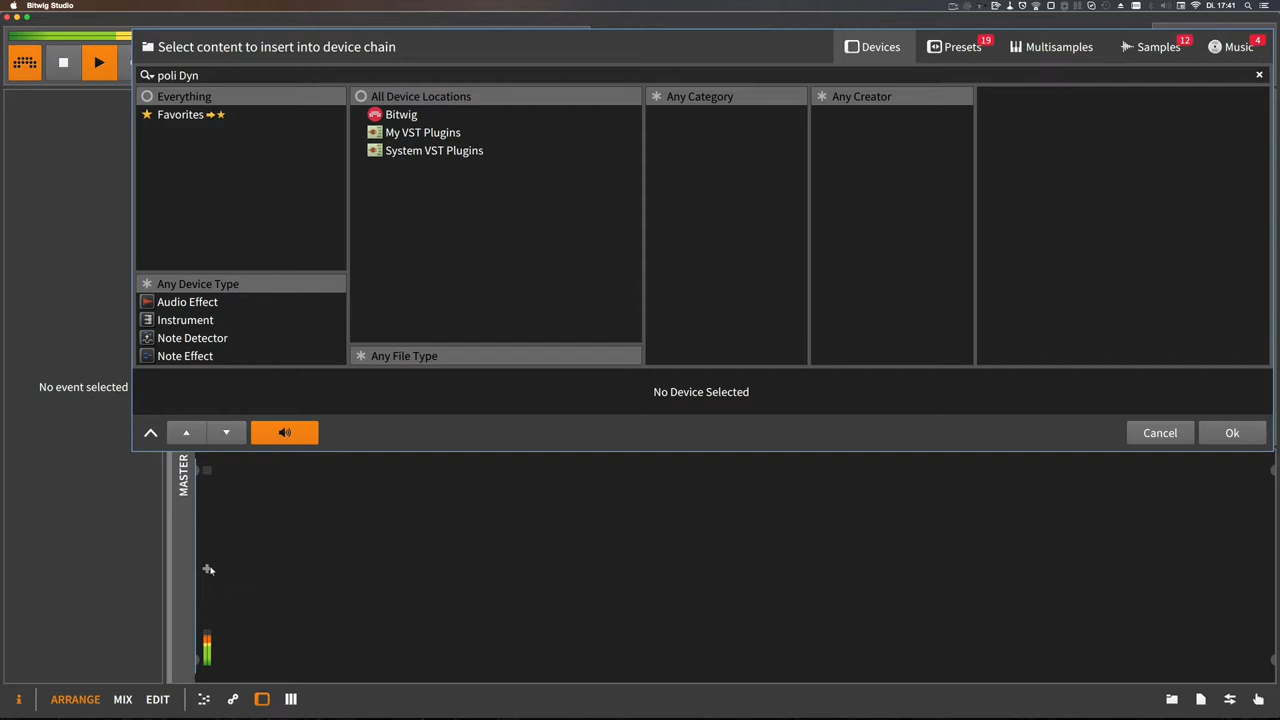 Bitwig Studio
Di. 17:41
Select content to insert into device chain
Devices
Presets
19
Multisamples
Samples
12
Music
4
poli Dyn
Everything
Favorites
All Device Locations
Bitwig
My VST Plugins
System VST Plugins
Any Category
Any Creator
Any Device Type
Audio Effect
Instrument
Note Detector
Note Effect
Any File Type
No event selected
No Device Selected
Cancel
Ok
MASTER
i
ARRANGE
MIX
EDIT